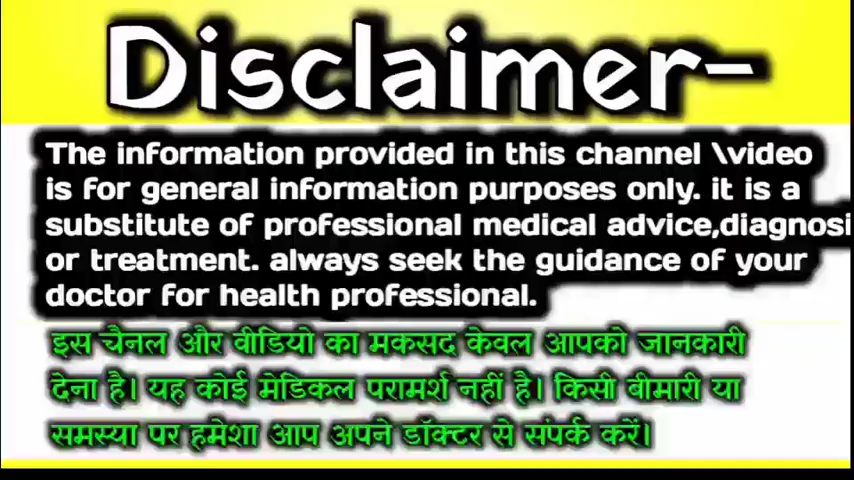 Disclaimer-
The information provided in this channel \video
is for general information purposes only. it is a
substitute of professional medical advice,diagnosi
or treatment. always seek the guidance of your
doctor for health professional.
इस चैनल और वीडियो का मकसद केवल आपको जानकारी
देना है। यह कोई मेडिकल परामर्श नहीं है। किसी बीमारी या
समस्या पर हमेशा आप अपने डॉक्टर से संपर्क करें।